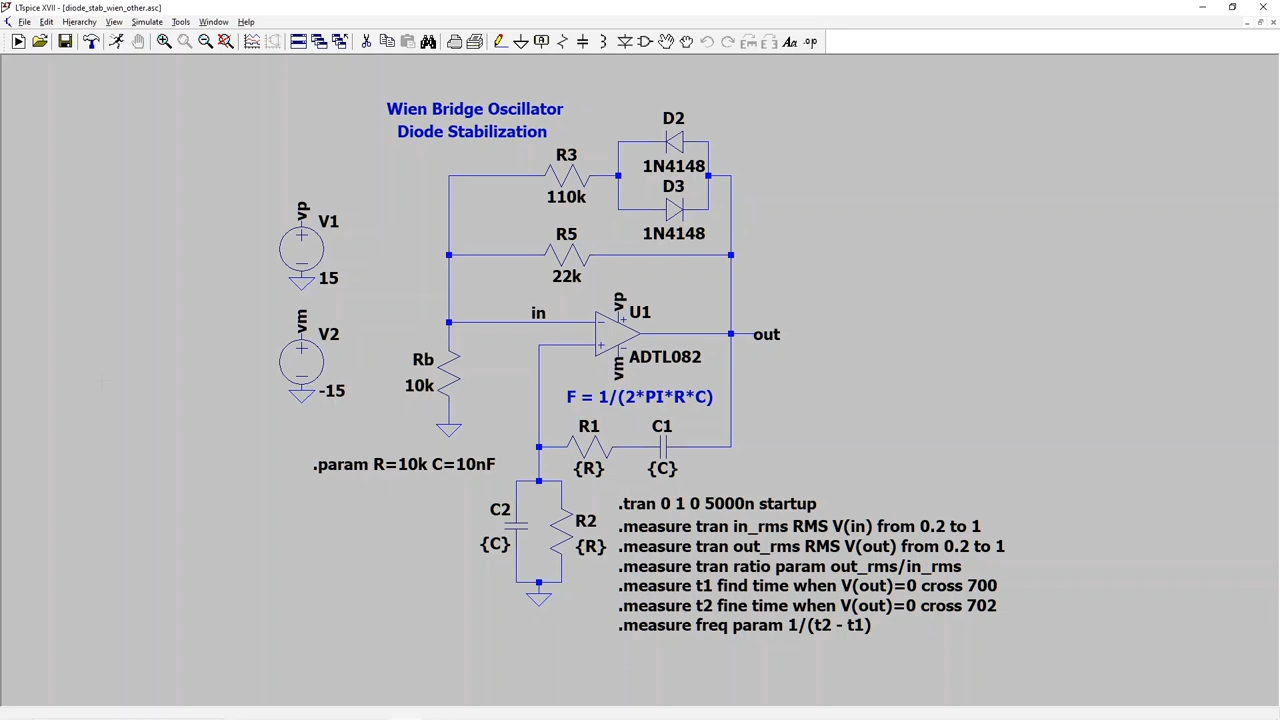 LTspice XVII - [diode_stab_wien_other.asc]
File Edit Hierarchy View Simulate Tools Window Help
Aa .op
Wien Bridge Oscillator
Diode Stabilization
D2
1N4148
R3
110k
D3
1N4148
vp
V1
15
R5
22k
vm
V2
-15
in
vp
U1
out
ADTL082
vm
Rb
10k
F = 1/(2*PI*R*C)
R1
{R}
C1
{C}
.param R=10k C=10nF
C2
{C}
R2
{R}
.tran 0 1 0 5000n startup
.measure tran in_rms RMS V(in) from 0.2 to 1
.measure tran out_rms RMS V(out) from 0.2 to 1
.measure tran ratio param out_rms/in_rms
.measure t1 find time when V(out)=0 cross 700
.measure t2 fine time when V(out)=0 cross 702
.measure freq param 1/(t2 - t1)